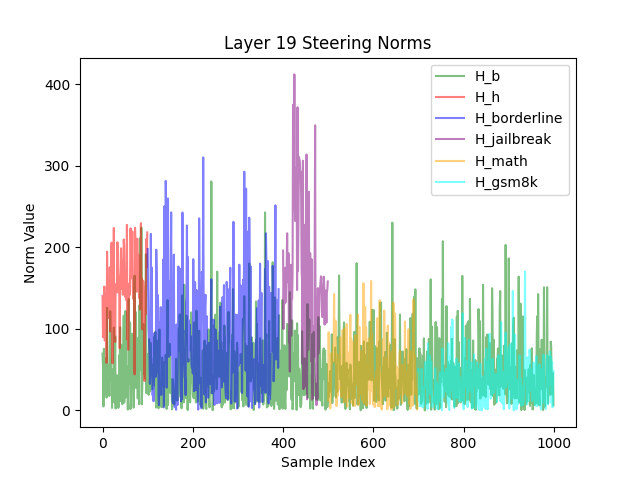 Layer 19 Steering Norms
Norm Value
400
300
200
100
0
H_b
H_h
H_borderline
H_jailbreak
H_math
H_gsm8k
0 200 400 600 800 1000
Sample Index